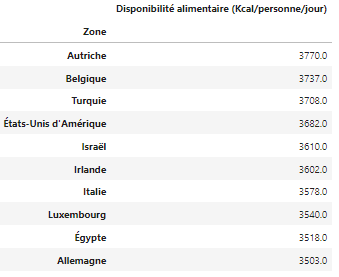 Disponibilité alimentaire (Kcal/personne/jour)
Zone
Autriche 3770.0
Belgique 3737.0
Turquie 3708.0
États-Unis d'Amérique 3682.0
Israël 3610.0
Irlande 3602.0
Italie 3578.0
Luxembourg 3540.0
Égypte 3518.0
Allemagne 3503.0